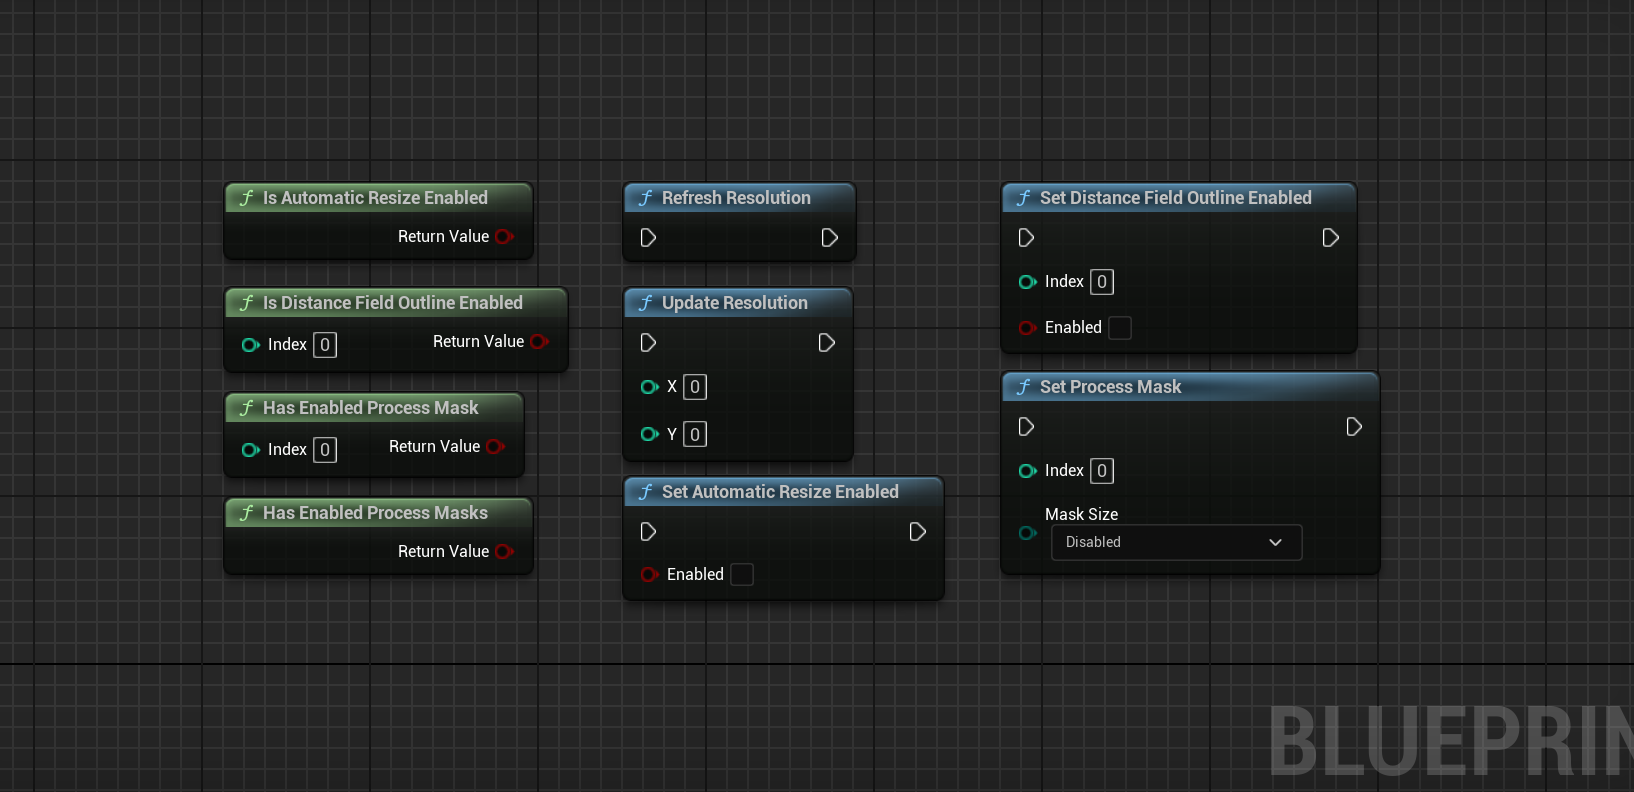 Is Automatic Resize Enabled
Return Value
Is Distance Field Outline Enabled
Index 0 Return Value
Has Enabled Process Mask
Index 0 Return Value
Has Enabled Process Masks
Return Value
Refresh Resolution
Update Resolution
X 0
Y 0
Set Automatic Resize Enabled
Enabled
Set Distance Field Outline Enabled
Index 0
Enabled
Set Process Mask
Index 0
Mask Size
Disabled
BLUEPRIN